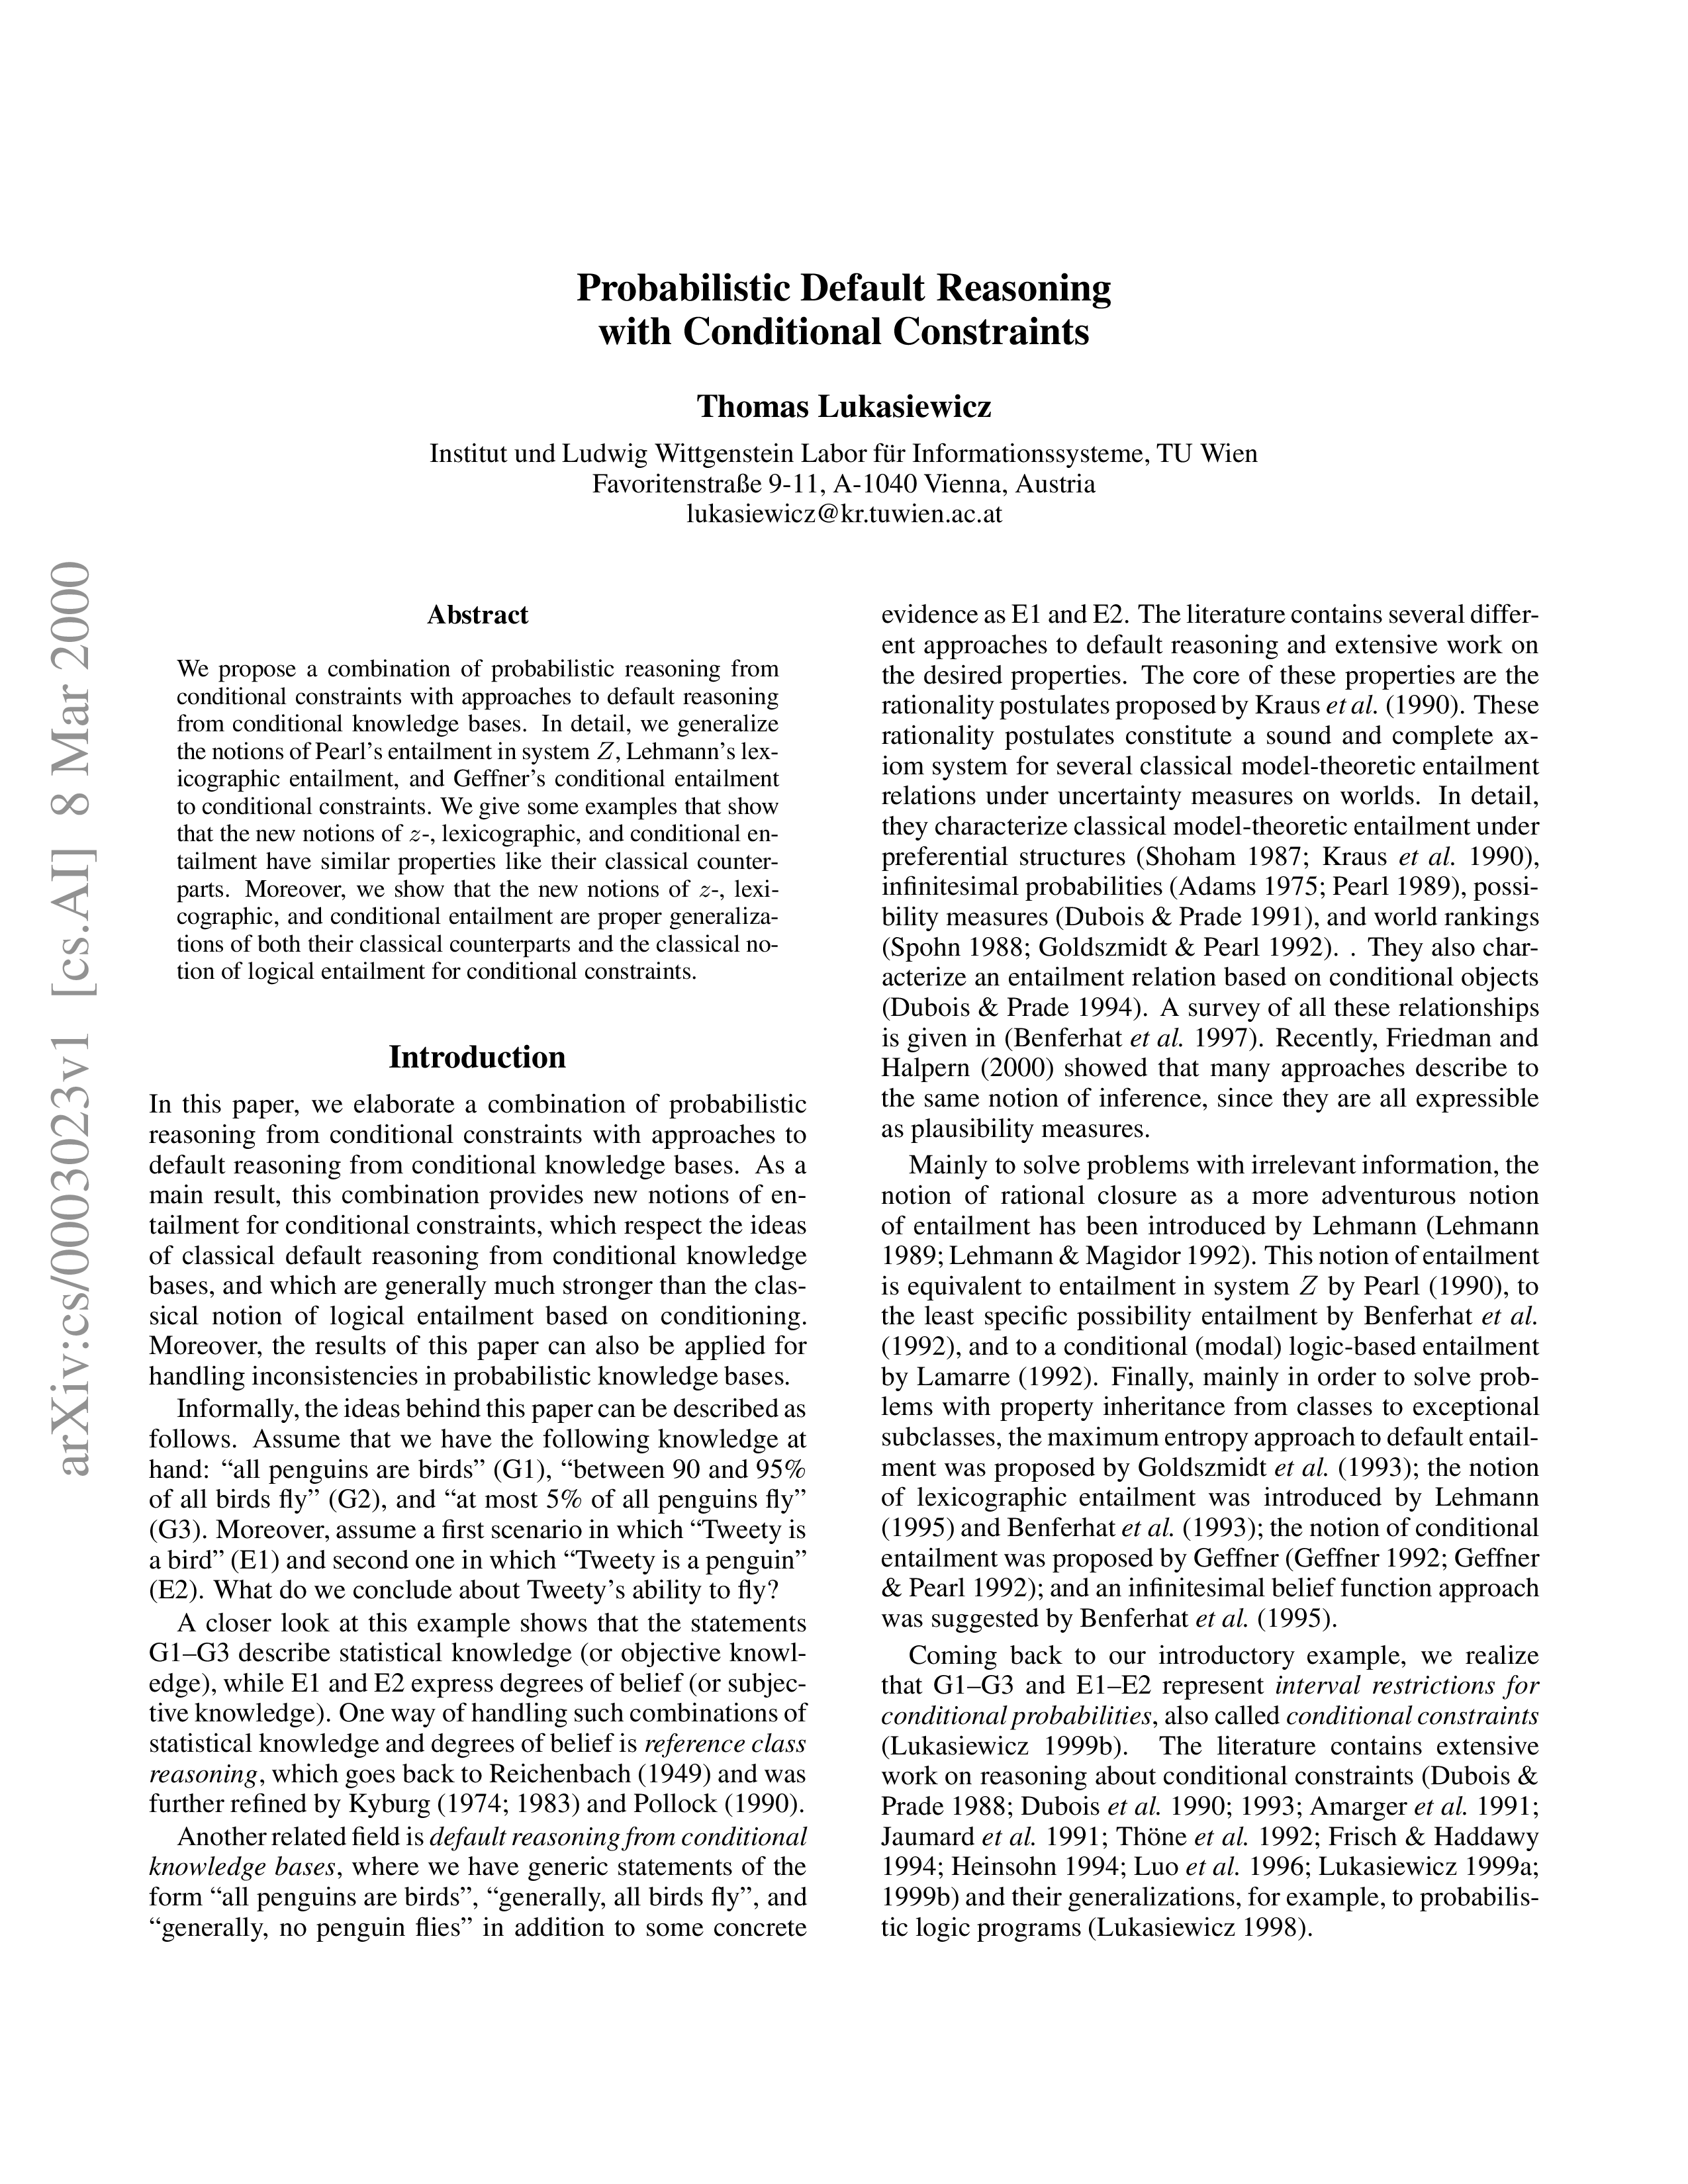 Probabilistic Default Reasoning
with Conditional Constraints
Thomas Lukasiewicz
Institut und Ludwig Wittgenstein Labor für Informationssysteme, TU Wien
Favoritenstraße 9-11, A-1040 Vienna, Austria
lukasiewicz@kr.tuwien.ac.at
arXiv:cs/0003023v1 [cs.AI] 8 Mar 2000
Abstract
We propose a combination of probabilistic reasoning from
conditional constraints with approaches to default reasoning
from conditional knowledge bases. In detail, we generalize
the notions of Pearl's entailment in system Z, Lehmann's lex-
icographic entailment, and Geffner's conditional entailment
to conditional constraints. We give some examples that show
that the new notions of z-, lexicographic, and conditional en-
tailment have similar properties like their classical counter-
parts. Moreover, we show that the new notions of z-, lexi-
cographic, and conditional entailment are proper generaliza-
tions of both their classical counterparts and the classical no-
tion of logical entailment for conditional constraints.
Introduction
In this paper, we elaborate a combination of probabilistic
reasoning from conditional constraints with approaches to
default reasoning from conditional knowledge bases. As a
main result, this combination provides new notions of en-
tailment for conditional constraints, which respect the ideas
of classical default reasoning from conditional knowledge
bases, and which are generally much stronger than the clas-
sical notion of logical entailment based on conditioning.
Moreover, the results of this paper can also be applied for
handling inconsistencies in probabilistic knowledge bases.
Informally, the ideas behind this paper can be described as
follows. Assume that we have the following knowledge at
hand: “all penguins are birds” (G1), “between 90 and 95%
of all birds fly” (G2), and “at most 5% of all penguins fly”
(G3). Moreover, assume a first scenario in which “Tweety is
a bird” (E1) and second one in which “Tweety is a penguin”
(E2). What do we conclude about Tweety's ability to fly?
A closer look at this example shows that the statements
G1–G3 describe statistical knowledge (or objective knowl-
edge), while E1 and E2 express degrees of belief (or subjec-
tive knowledge). One way of handling such combinations of
statistical knowledge and degrees of belief is reference class
reasoning, which goes back to Reichenbach (1949) and was
further refined by Kyburg (1974; 1983) and Pollock (1990).
Another related field is default reasoning from conditional
knowledge bases, where we have generic statements of the
form “all penguins are birds”, “generally, all birds fly”, and
“generally, no penguin flies” in addition to some concrete
evidence as E1 and E2. The literature contains several differ-
ent approaches to default reasoning and extensive work on
the desired properties. The core of these properties are the
rationality postulates proposed by Kraus et al. (1990). These
rationality postulates constitute a sound and complete ax-
iom system for several classical model-theoretic entailment
relations under uncertainty measures on worlds. In detail,
they characterize classical model-theoretic entailment under
preferential structures (Shoham 1987; Kraus et al. 1990),
infinitesimal probabilities (Adams 1975; Pearl 1989), possi-
bility measures (Dubois & Prade 1991), and world rankings
(Spohn 1988; Goldszmidt & Pearl 1992). . They also char-
acterize an entailment relation based on conditional objects
(Dubois & Prade 1994). A survey of all these relationships
is given in (Benferhat et al. 1997). Recently, Friedman and
Halpern (2000) showed that many approaches describe to
the same notion of inference, since they are all expressible
as plausibility measures.
Mainly to solve problems with irrelevant information, the
notion of rational closure as a more adventurous notion
of entailment has been introduced by Lehmann (Lehmann
1989; Lehmann & Magidor 1992). This notion of entailment
is equivalent to entailment in system Z by Pearl (1990), to
the least specific possibility entailment by Benferhat et al.
(1992), and to a conditional (modal) logic-based entailment
by Lamarre (1992). Finally, mainly in order to solve prob-
lems with property inheritance from classes to exceptional
subclasses, the maximum entropy approach to default entail-
ment was proposed by Goldszmidt et al. (1993); the notion
of lexicographic entailment was introduced by Lehmann
(1995) and Benferhat et al. (1993); the notion of conditional
entailment was proposed by Geffner (Geffner 1992; Geffner
& Pearl 1992); and an infinitesimal belief function approach
was suggested by Benferhat et al. (1995).
Coming back to our introductory example, we realize
that G1–G3 and E1–E2 represent interval restrictions for
conditional probabilities, also called conditional constraints
(Lukasiewicz 1999b). The literature contains extensive
work on reasoning about conditional constraints (Dubois &
Prade 1988; Dubois et al. 1990; 1993; Amarger et al. 1991;
Jaumard et al. 1991; Thöne et al. 1992; Frisch & Haddawy
1994; Heinsohn 1994; Luo et al. 1996; Lukasiewicz 1999a;
1999b) and their generalizations, for example, to probabilis-
tic logic programs (Lukasiewicz 1998).